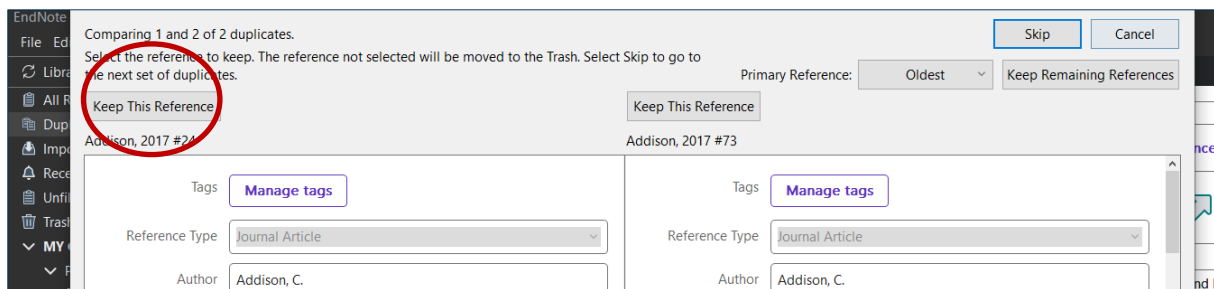 EndNote
File Ed
Comparing 1 and 2 of 2 duplicates.
Skip
Cancel
Select the reference to keep. The reference not selected will be moved to the Trash. Select Skip to go to
the next set of duplicates.
Primary Reference:
Oldest
Keep Remaining References
Libra
All R
Dup
Impo
Rece
Unfil
Trash
MY
P
Keep This Reference
Keep This Reference
Addison, 2017 #24
Addison, 2017 #73
Tags
Manage tags
Tags
Manage tags
Reference Type
Journal Article
Reference Type
Journal Article
Author
Addison, C.
Author
Addison, C.
nce
nd